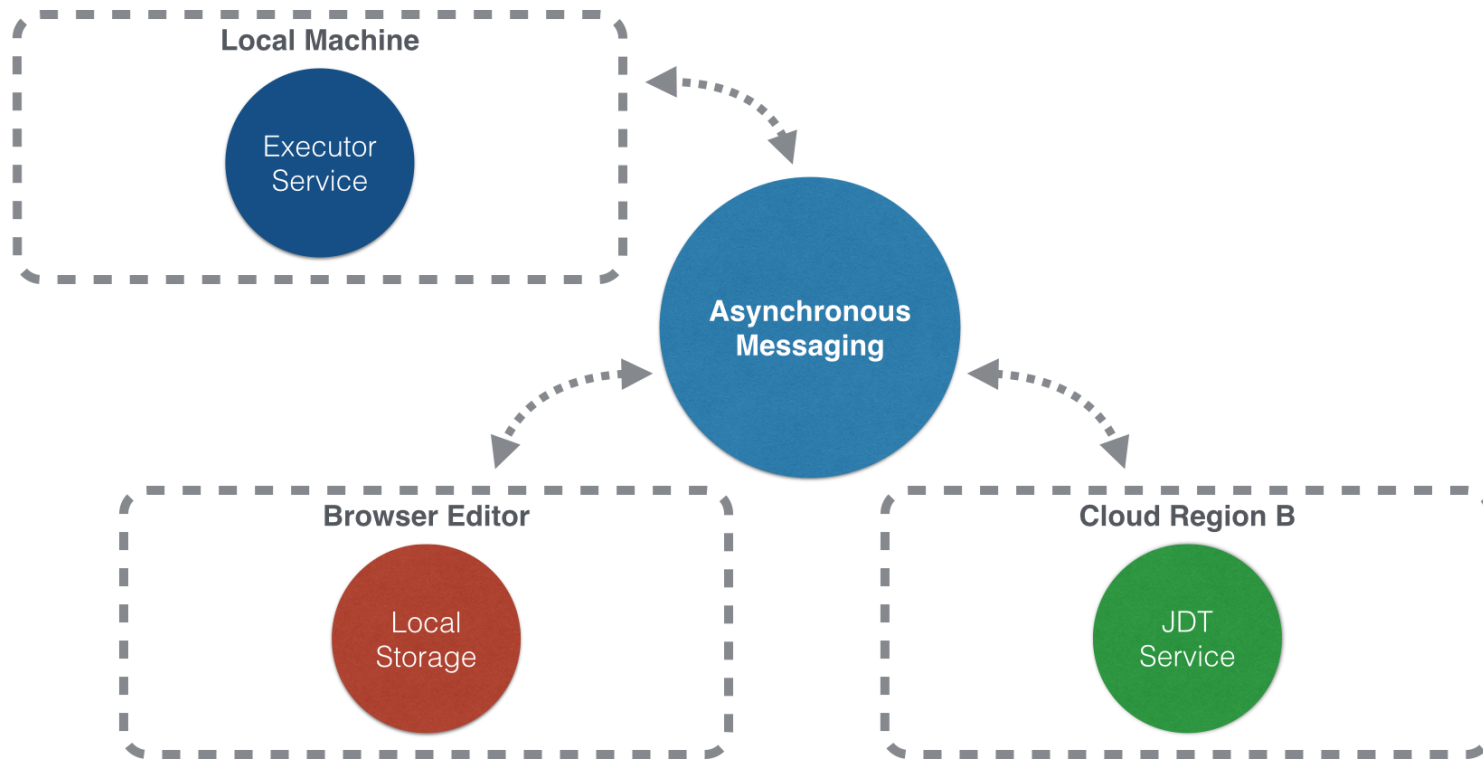 Local Machine
Executor
Service
Asynchronous
Messaging
Browser Editor
Local
Storage
Cloud Region B
JDT
Service